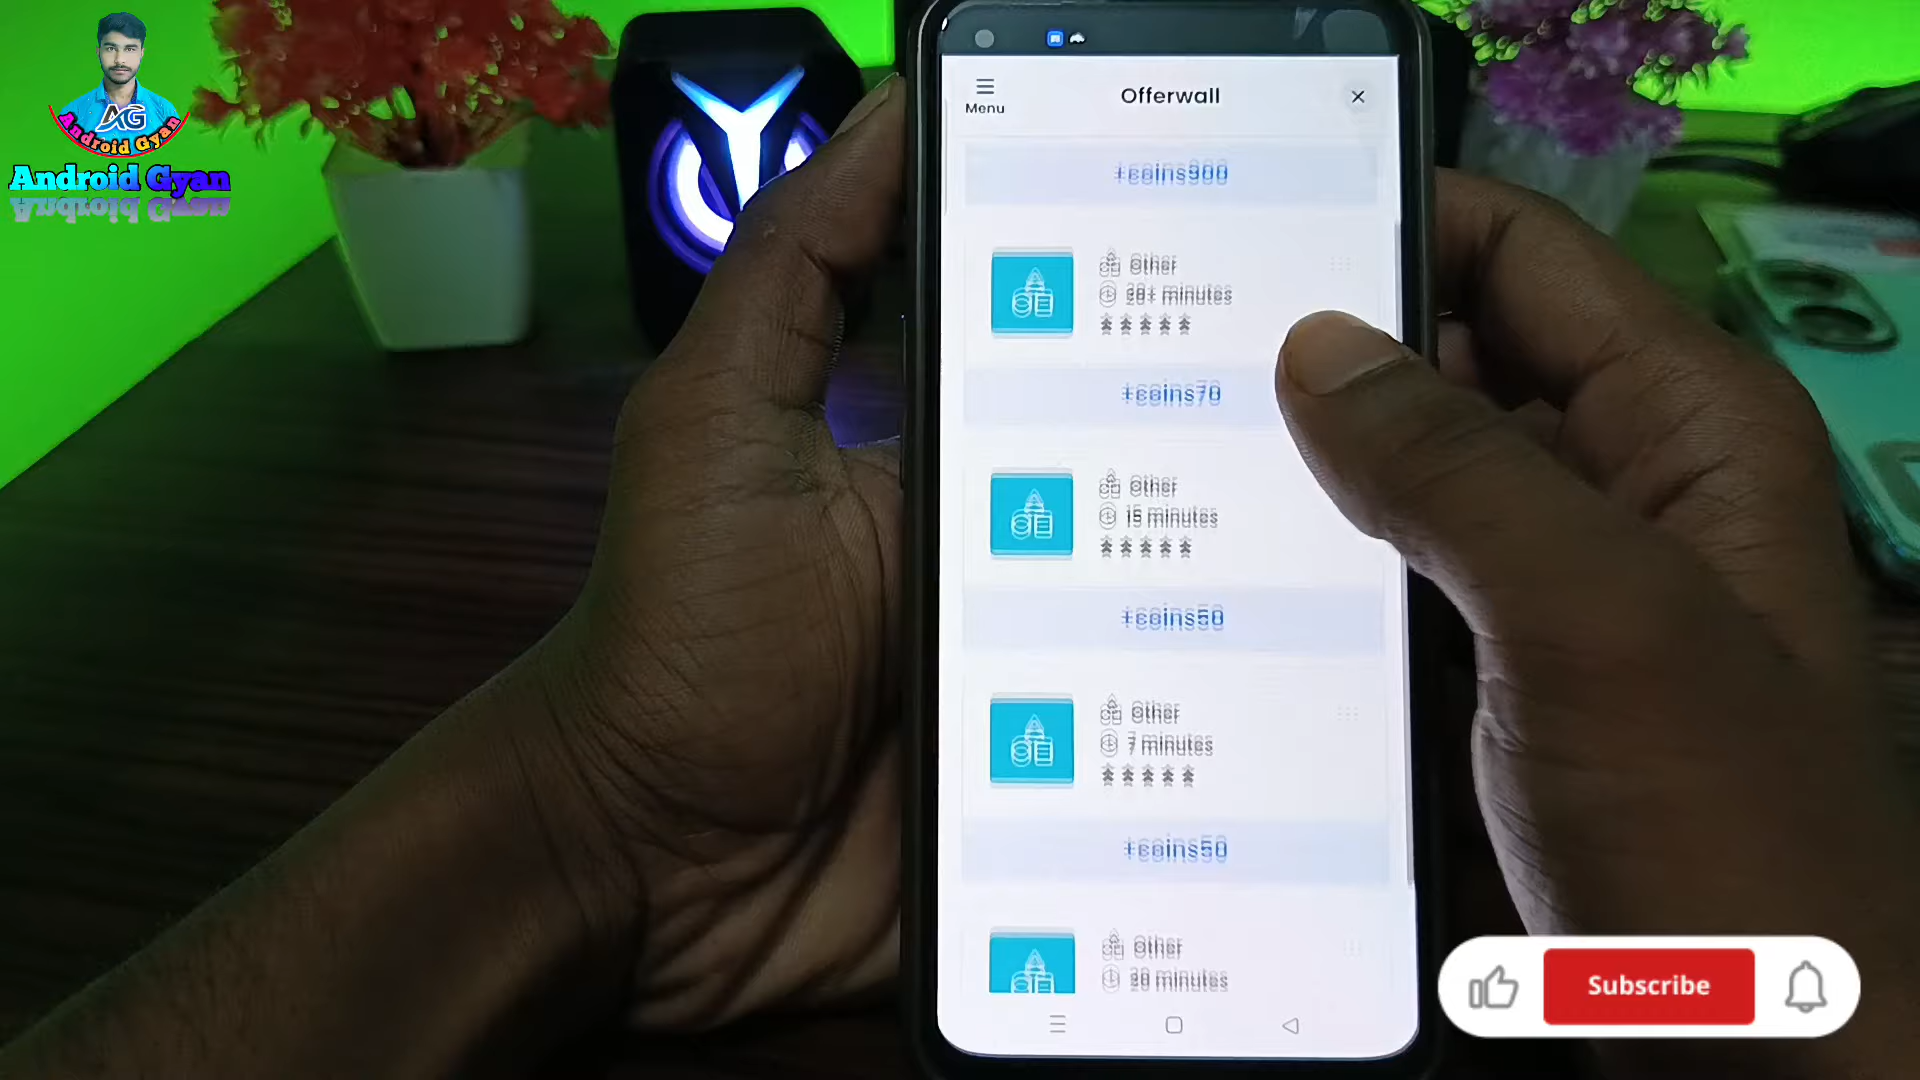 AG
Android Gyan
Android Gyan
Menu
Offerwall
+coins900
Other
minutes
+coins70
Other
15 minutes
+coins50
Other
7 minutes
+coins50
Other
20 minutes
Subscribe